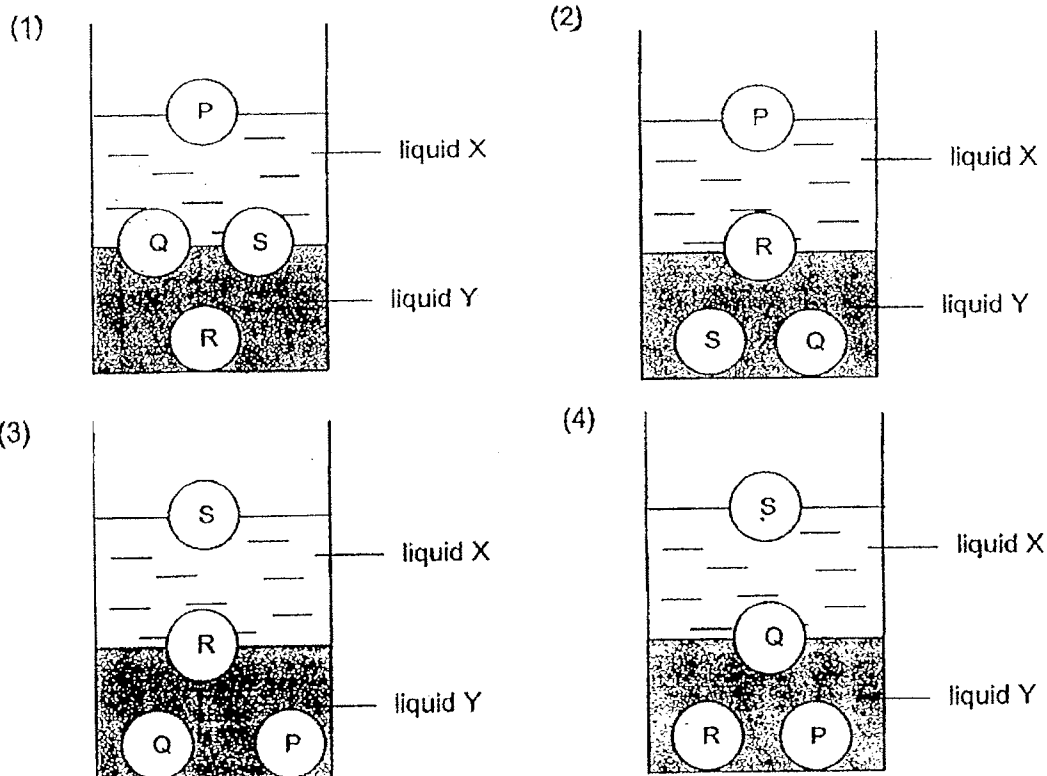 (1)
P
liquid X
Q S
liquid Y
R
(2)
P
liquid X
R
liquid Y
S Q
(3)
S
liquid X
R
liquid Y
Q P
(4)
S
liquid X
Q
liquid Y
R P